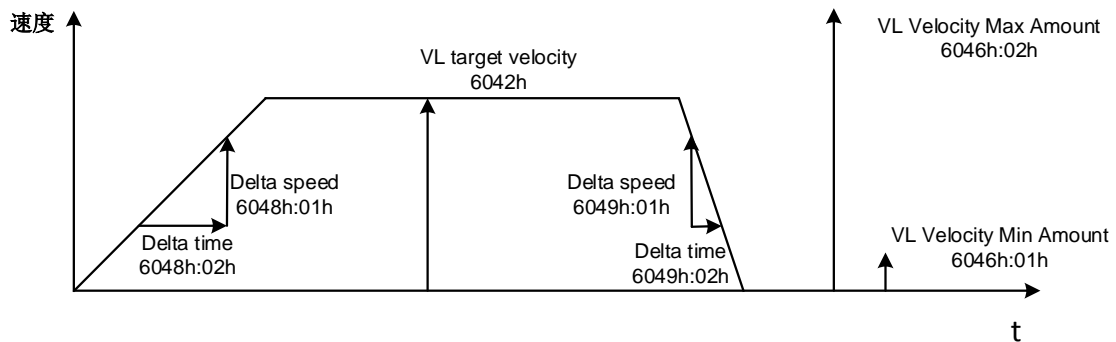 速度
VL target velocity
6042h
VL Velocity Max Amount
6046h:02h
Delta speed
6048h:01h
Delta time
6048h:02h
Delta speed
6049h:01h
Delta time
6049h:02h
VL Velocity Min Amount
6046h:01h
t